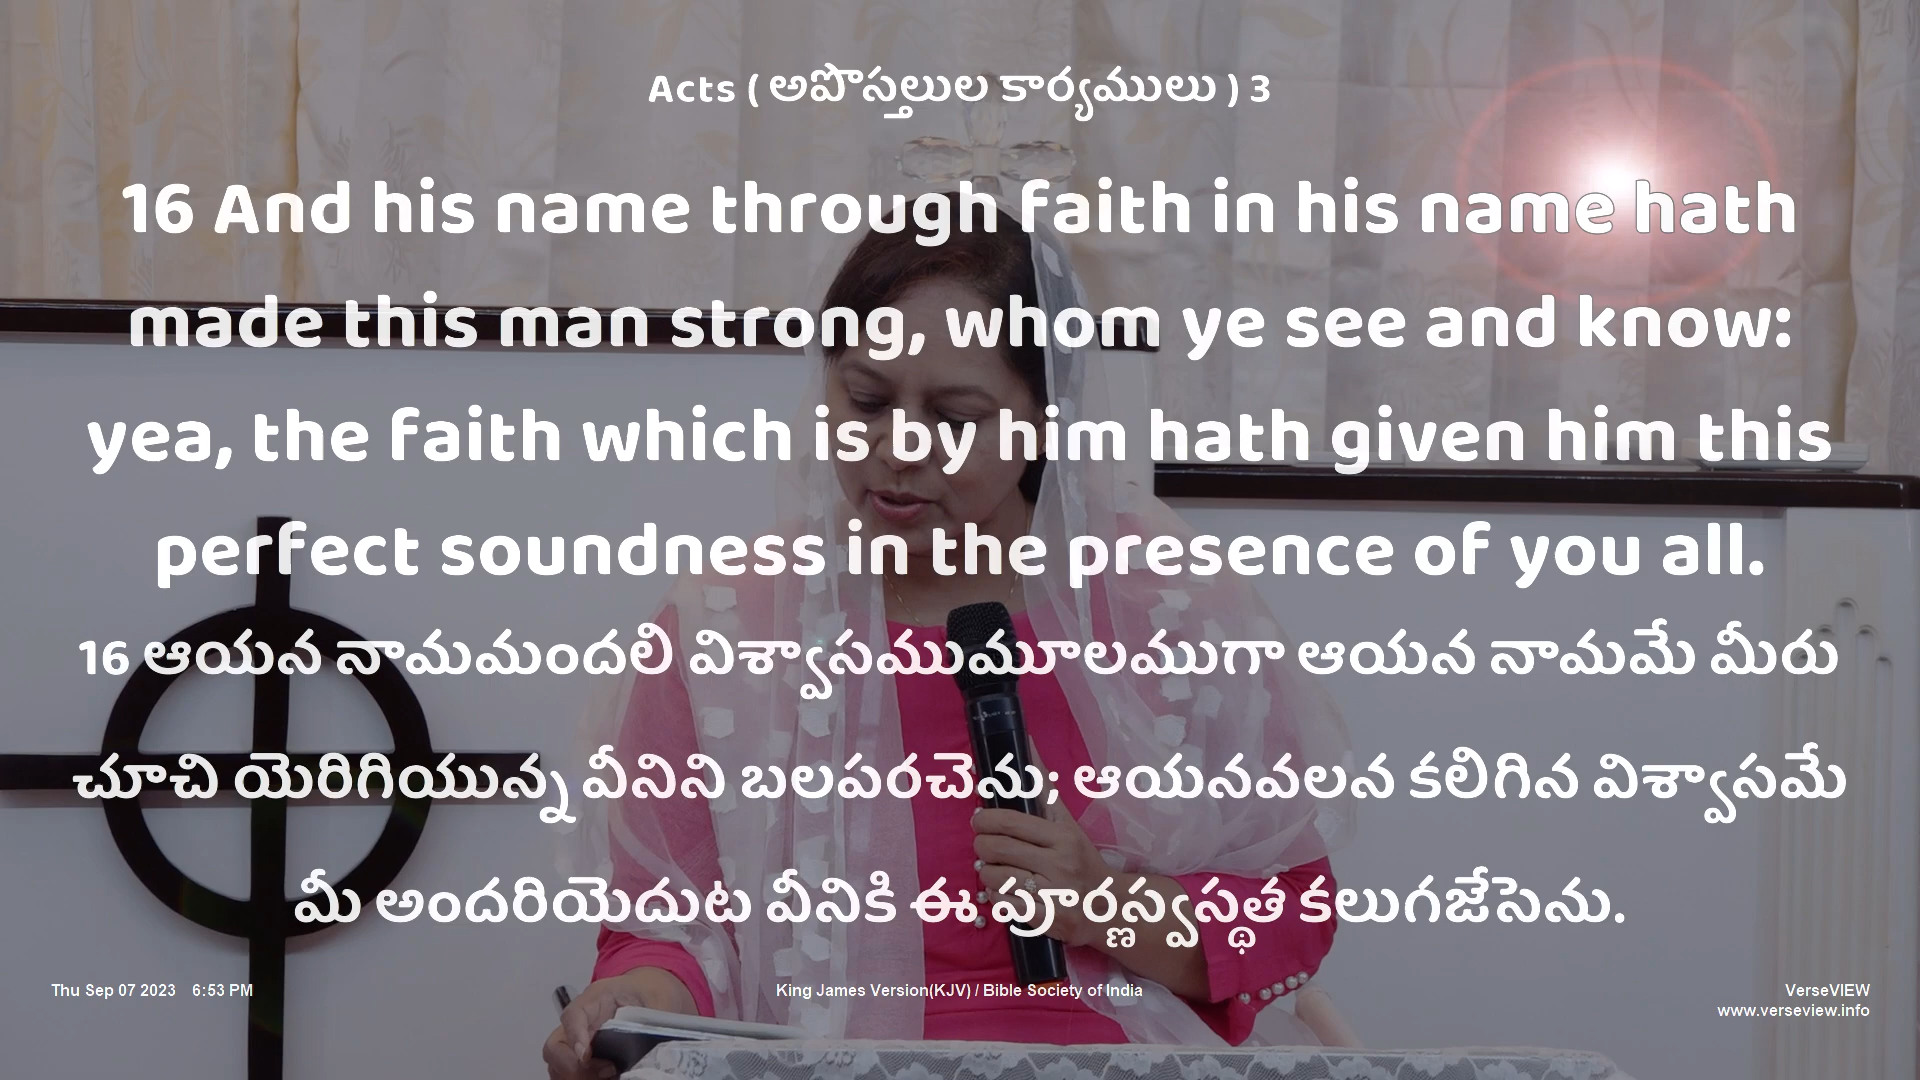 Acts ( అపొస్తలుల కార్యములు ) 3
16 And his name through faith in his name hath
made this man strong, whom ye see and know:
yea, the faith which is by him hath given him this
perfect soundness in the presence of you all.
16 ఆయన నామమందలి విశ్వాసముమూలముగా ఆయన నామమే మీరు
చూచి యెరిగియున్న వీనిని బలపరచెను; ఆయనవలన కలిగిన విశ్వాసమే
మీ అందరియెదుట వీనికి ఈ పూర్ణస్వస్థత కలుగజేసెను.
Thu Sep 07 2023 6:53 PM
King James Version(KJV) / Bible Society of India
VerseVIEW
www.verseview.info